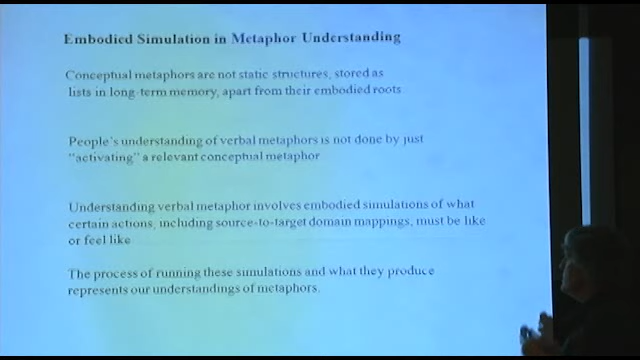 Embodied Simulation in Metaphor Understanding
Conceptual metaphors are not static structures, stored as
lists in long-term memory, apart from their embodied roots
People's understanding of verbal metaphors is not done by just
"activating" a relevant conceptual metaphor
Understanding verbal metaphor involves embodied simulations of what
certain actions, including source-to-target domain mappings, must be like
or feel like
The process of running these simulations and what they produce
represents our understandings of metaphors.